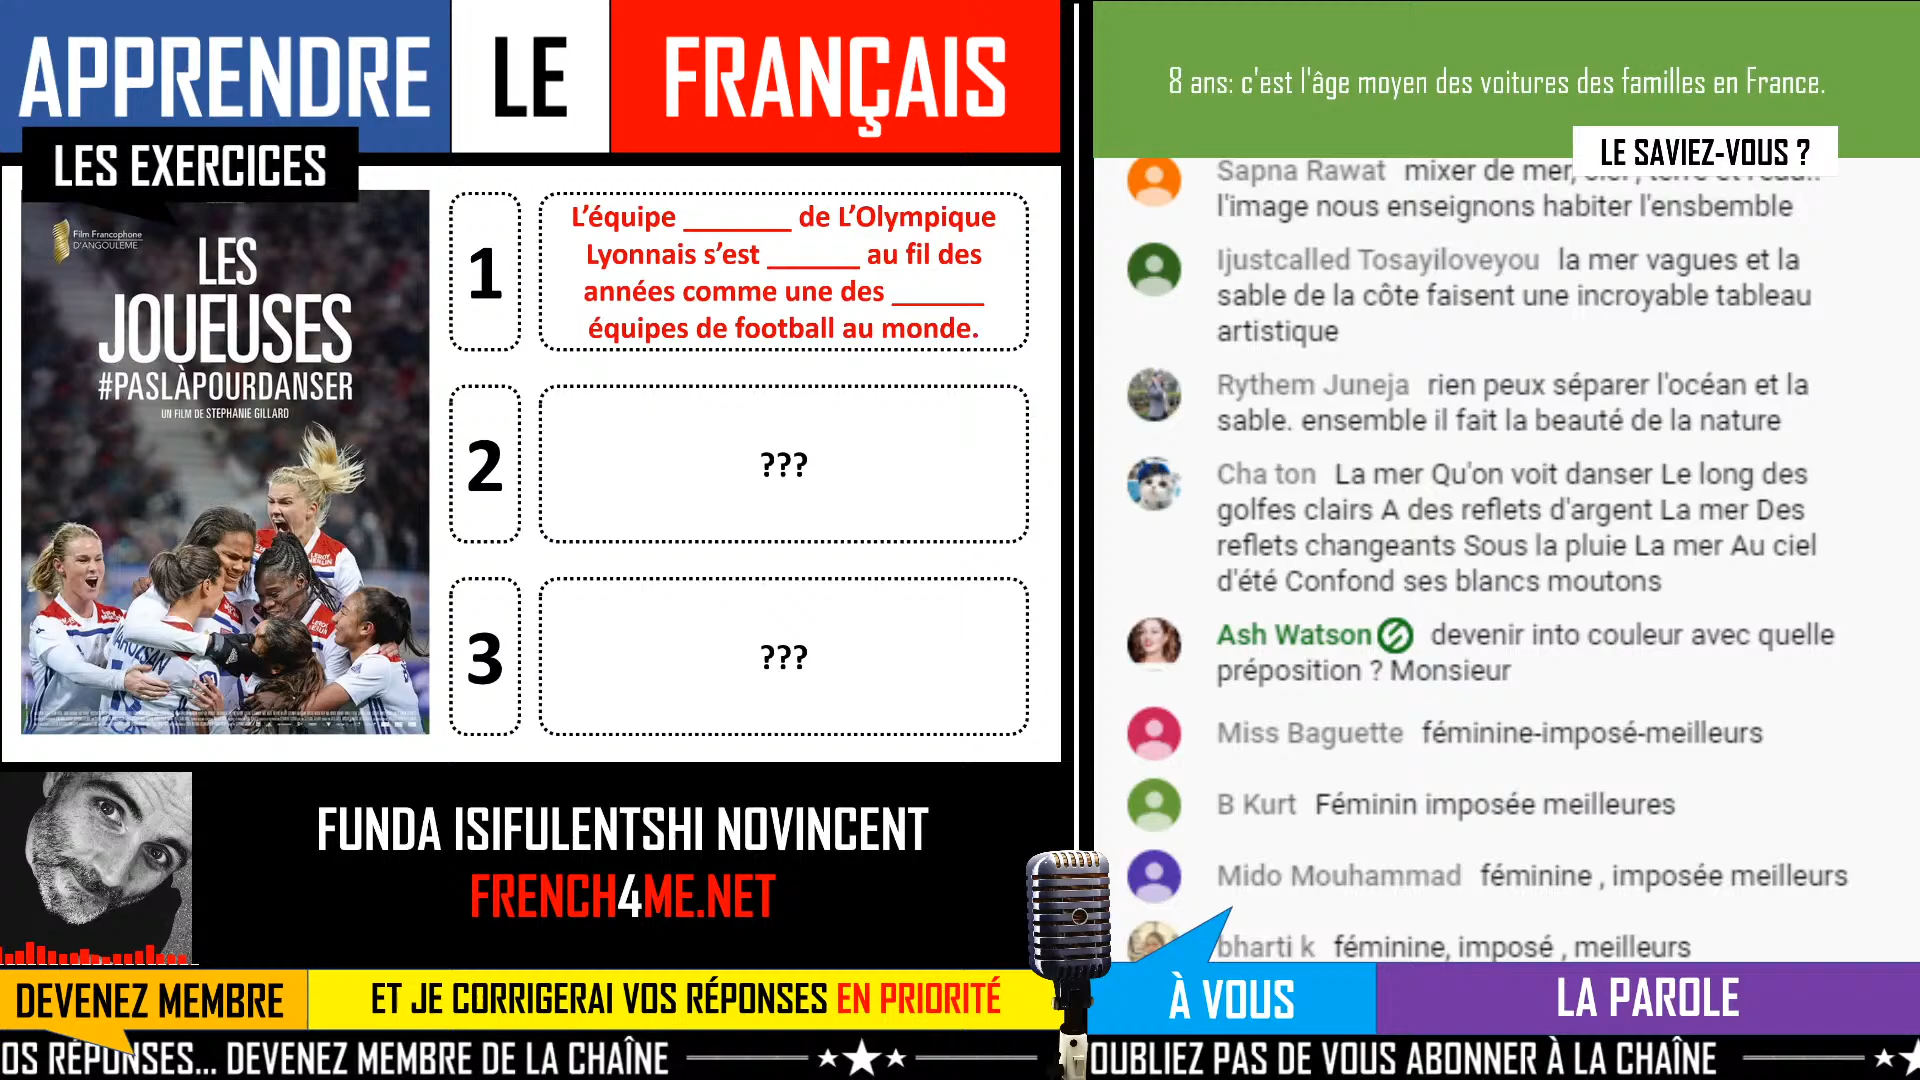 APPRENDRE LE FRANÇAIS
LES EXERCICES
Film Francophone
D'ANGOULÊME
LES
JOUEUSES
#PASLÀPOURDANSER
UN FILM DE STEPHANIE GILLARD
1
L'équipe _______ de L'Olympique
Lyonnais s'est ______ au fil des
années comme une des ______
équipes de football au monde.
2
???
3
???
FUNDA ISIFULENTSHI NOVINCENT
FRENCH4ME.NET
DEVENEZ MEMBRE
ET JE CORRIGERAI VOS RÉPONSES EN PRIORITÉ
OS RÉPONSES... DEVENEZ MEMBRE DE LA CHAÎNE
8 ans: c'est l'âge moyen des voitures des familles en France.
LE SAVIEZ-VOUS ?
Sapna Rawat mixer de mer,
l'image nous enseignons habiter l'ensbemble
Ijustcalled Tosayiloveyou la mer vagues et la
sable de la côte faisent une incroyable tableau
artistique
Rythem Juneja rien peux séparer l'océan et la
sable. ensemble il fait la beauté de la nature
Cha ton La mer Qu'on voit danser Le long des
golfes clairs A des reflets d'argent La mer Des
reflets changeants Sous la pluie La mer Au ciel
d'été Confond ses blancs moutons
Ash Watson devenir into couleur avec quelle
préposition ? Monsieur
Miss Baguette féminine-imposé-meilleurs
B Kurt Féminin imposée meilleures
Mido Mouhammad féminine , imposée meilleurs
bharti k féminine, imposé , meilleurs
À VOUS
LA PAROLE
OUBLIEZ PAS DE VOUS ABONNER À LA CHAÎNE